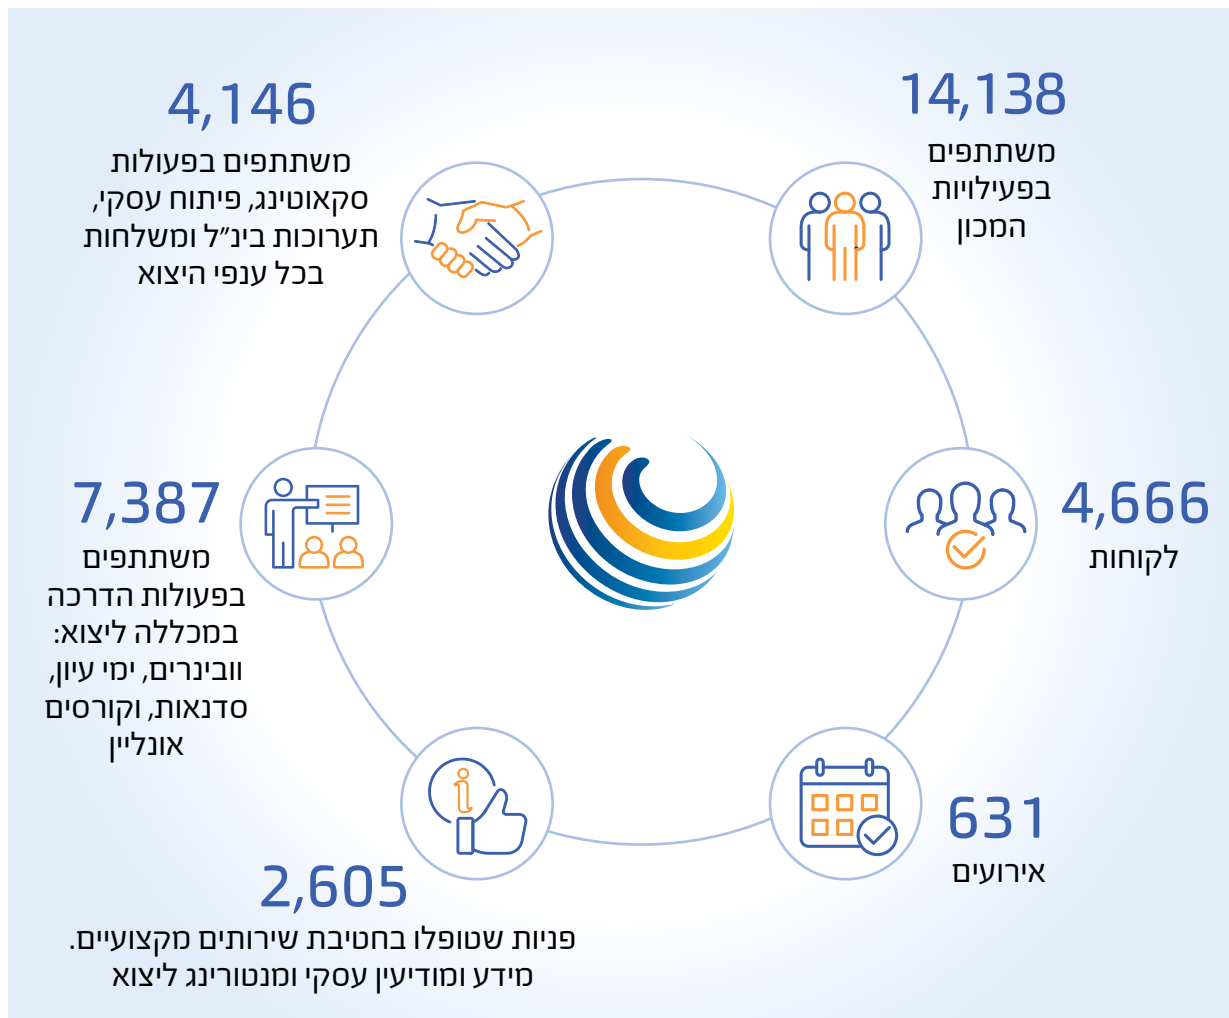 14,138
משתתפים
בפעילויות
המכון
4,666
לקוחות
631
אירועים
2,605
פניות שטופלו בחטיבת שירותים מקצועיים.
מידע ומודיעין עסקי ומנטורינג ליצוא
7,387
משתתפים
בפעולות הדרכה
במכללה ליצוא:
וובינרים, ימי עיון,
סדנאות, וקורסים
אונליין
4,146
משתתפים בפעולות
סקאוטינג, פיתוח עסקי,
תערוכות בינ״ל ומשלחות
בכל ענפי היצוא